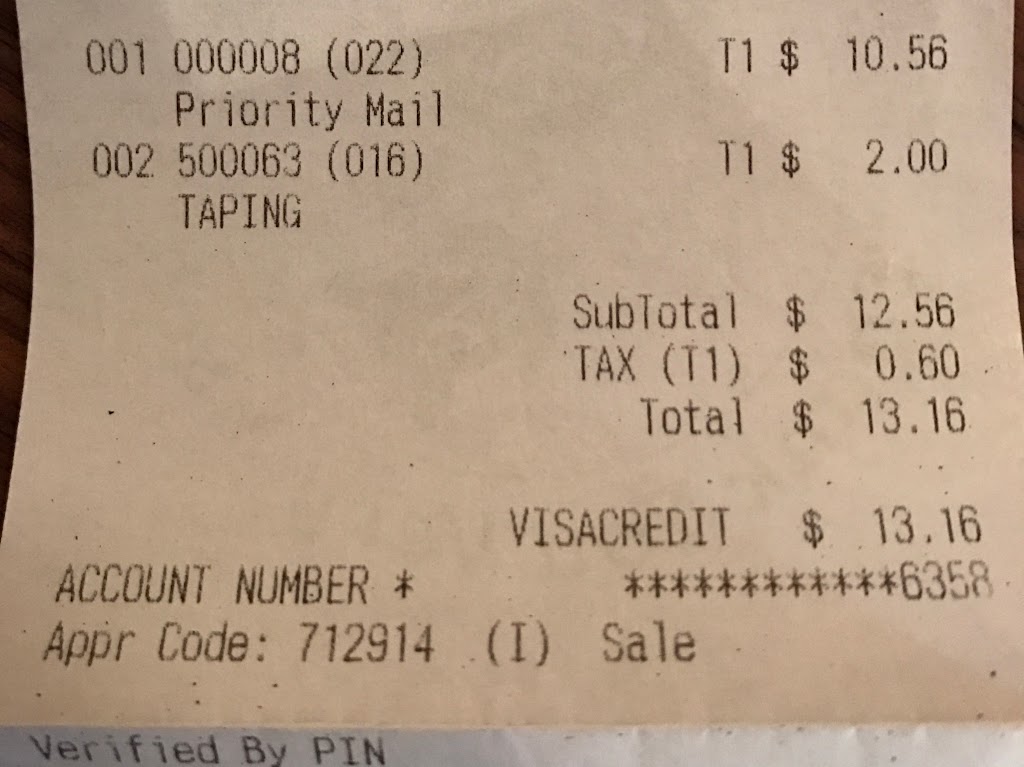 001 000008 (022) T1 $ 10.56
Priority Mail
002 500063 (016) T1 $ 2.00
TAPING
SubTotal $ 12.56
TAX (T1) $ 0.60
Total $ 13.16
VISACREDIT $ 13.16
ACCOUNT NUMBER * ************6358
Appr Code: 712914 (I) Sale
Verified By PIN